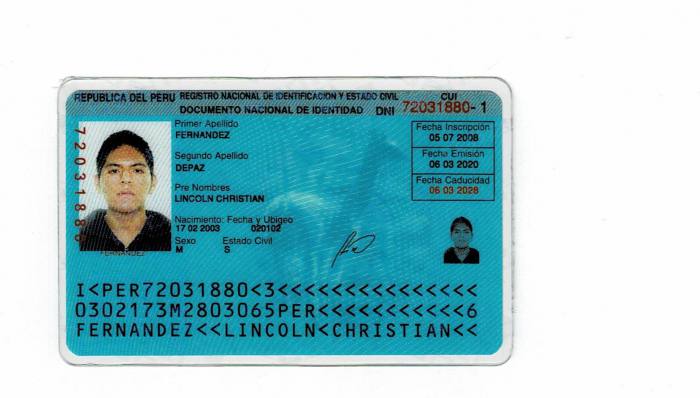 REPUBLICA DEL PERU REGISTRO NACIONAL DE IDENTIFICACION Y ESTADO CIVIL CUI
DOCUMENTO NACIONAL DE IDENTIDAD DNI 72031880-1
Primer Apellido
FERNANDEZ
Segundo Apellido
DEPAZ
Pre Nombres
LINCOLN CHRISTIAN
Nacimiento: Fecha y Ubigeo
17 02 2003 020102
Sexo Estado Civil
M S
Fecha Inscripción
05 07 2008
Fecha Emisión
06 03 2020
Fecha Caducidad
06 03 2028
72031880
FERNANDEZ
I<PER72031880<3<<<<<<<<<<<<<<<
0302173M2803065PER<<<<<<<<<<<6
FERNANDEZ<<LINCOLN<CHRISTIAN<<